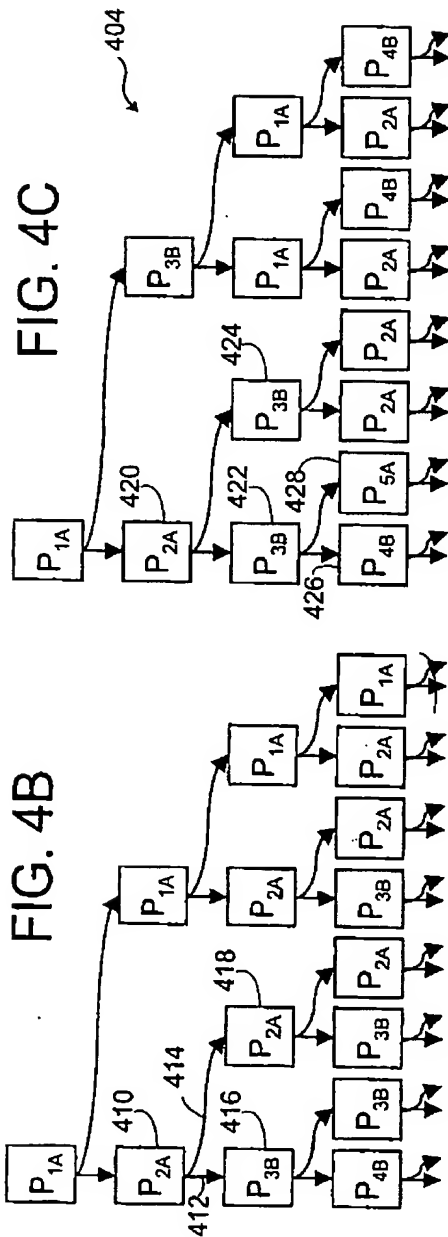 FIG. 4B
P1A
410
P2A
P1A
412
414
416
418
P3B
P2A
P2A
P1A
P4B
P3B
P3B
P2A
P3B
P2A
P2A
P1A
FIG. 4C
404
P1A
420
P2A
P3B
422
424
P3B
P3B
P1A
P1A
426
428
P4B
P5A
P2A
P2A
P2A
P4B
P2A
P4B